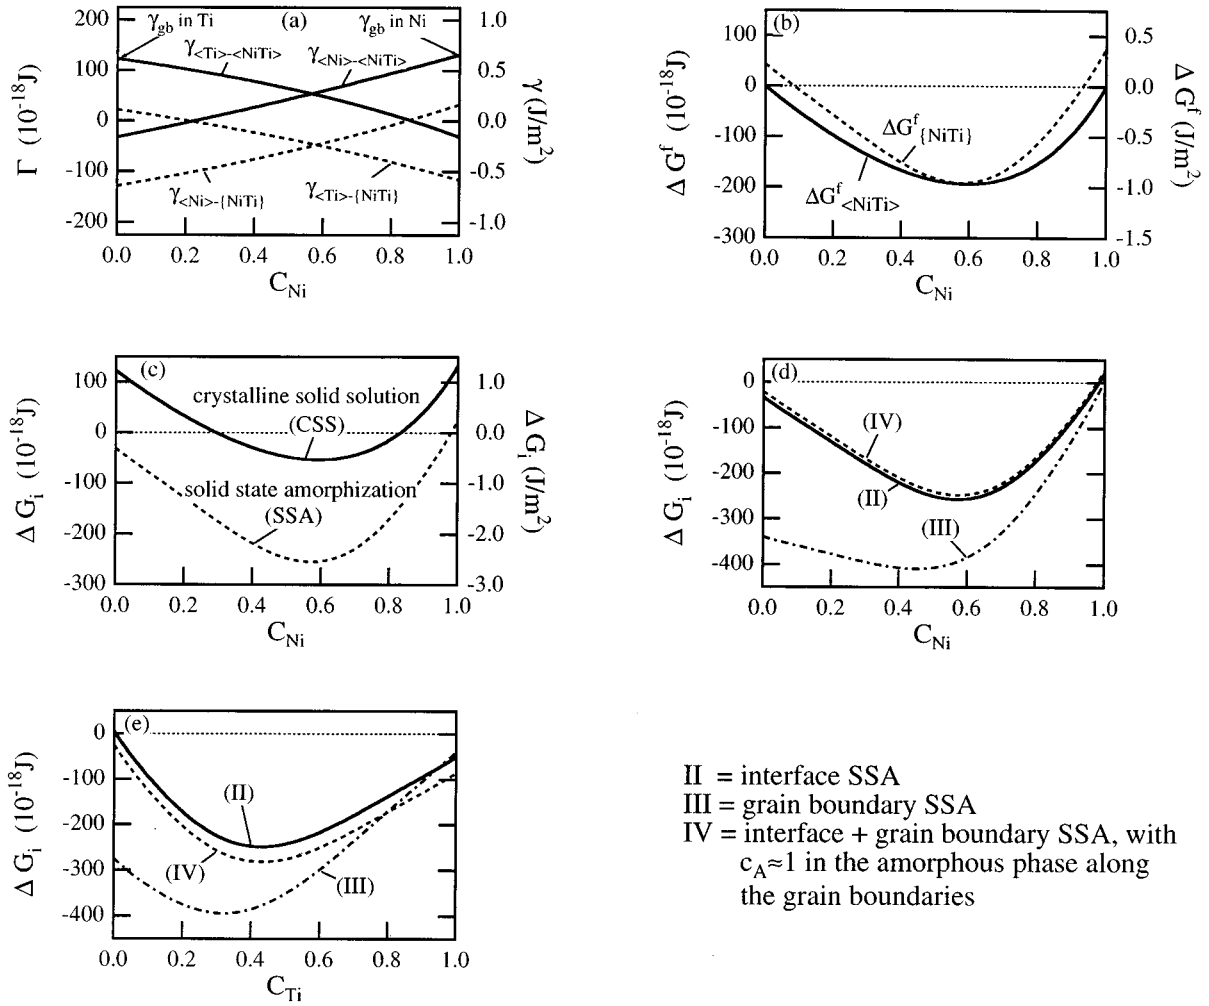 γgb in Ti
(a)
γgb in Ni
γ<Ti>-<NiTi>
γ<Ni>-<NiTi>
γ<Ni>-{NiTi}
γ<Ti>-{NiTi}
200
100
0
-100
-200
Γ (10-18J)
1.0
0.5
0.0
-0.5
-1.0
γ (J/m2)
0.0 0.2 0.4 0.6 0.8 1.0
CNi
(b)
ΔGf{NiTi}
ΔGf<NiTi>
100
0
-100
-200
-300
ΔGf (10-18J)
0.5
0.0
-0.5
-1.0
-1.5
ΔGf (J/m2)
0.0 0.2 0.4 0.6 0.8 1.0
CNi
(c)
crystalline solid solution
(CSS)
solid state amorphization
(SSA)
100
0
-100
-200
-300
ΔGi (10-18J)
1.0
0.0
-1.0
-2.0
-3.0
ΔGi (J/m2)
0.0 0.2 0.4 0.6 0.8 1.0
CNi
(d)
(IV)
(II)
(III)
0
-100
-200
-300
-400
ΔGi (10-18J)
0.0 0.2 0.4 0.6 0.8 1.0
CNi
(e)
(II)
(IV)
(III)
0
-100
-200
-300
-400
ΔGi (10-18J)
0.0 0.2 0.4 0.6 0.8 1.0
CTi
II = interface SSA
III = grain boundary SSA
IV = interface + grain boundary SSA, with
cA≈1 in the amorphous phase along
the grain boundaries